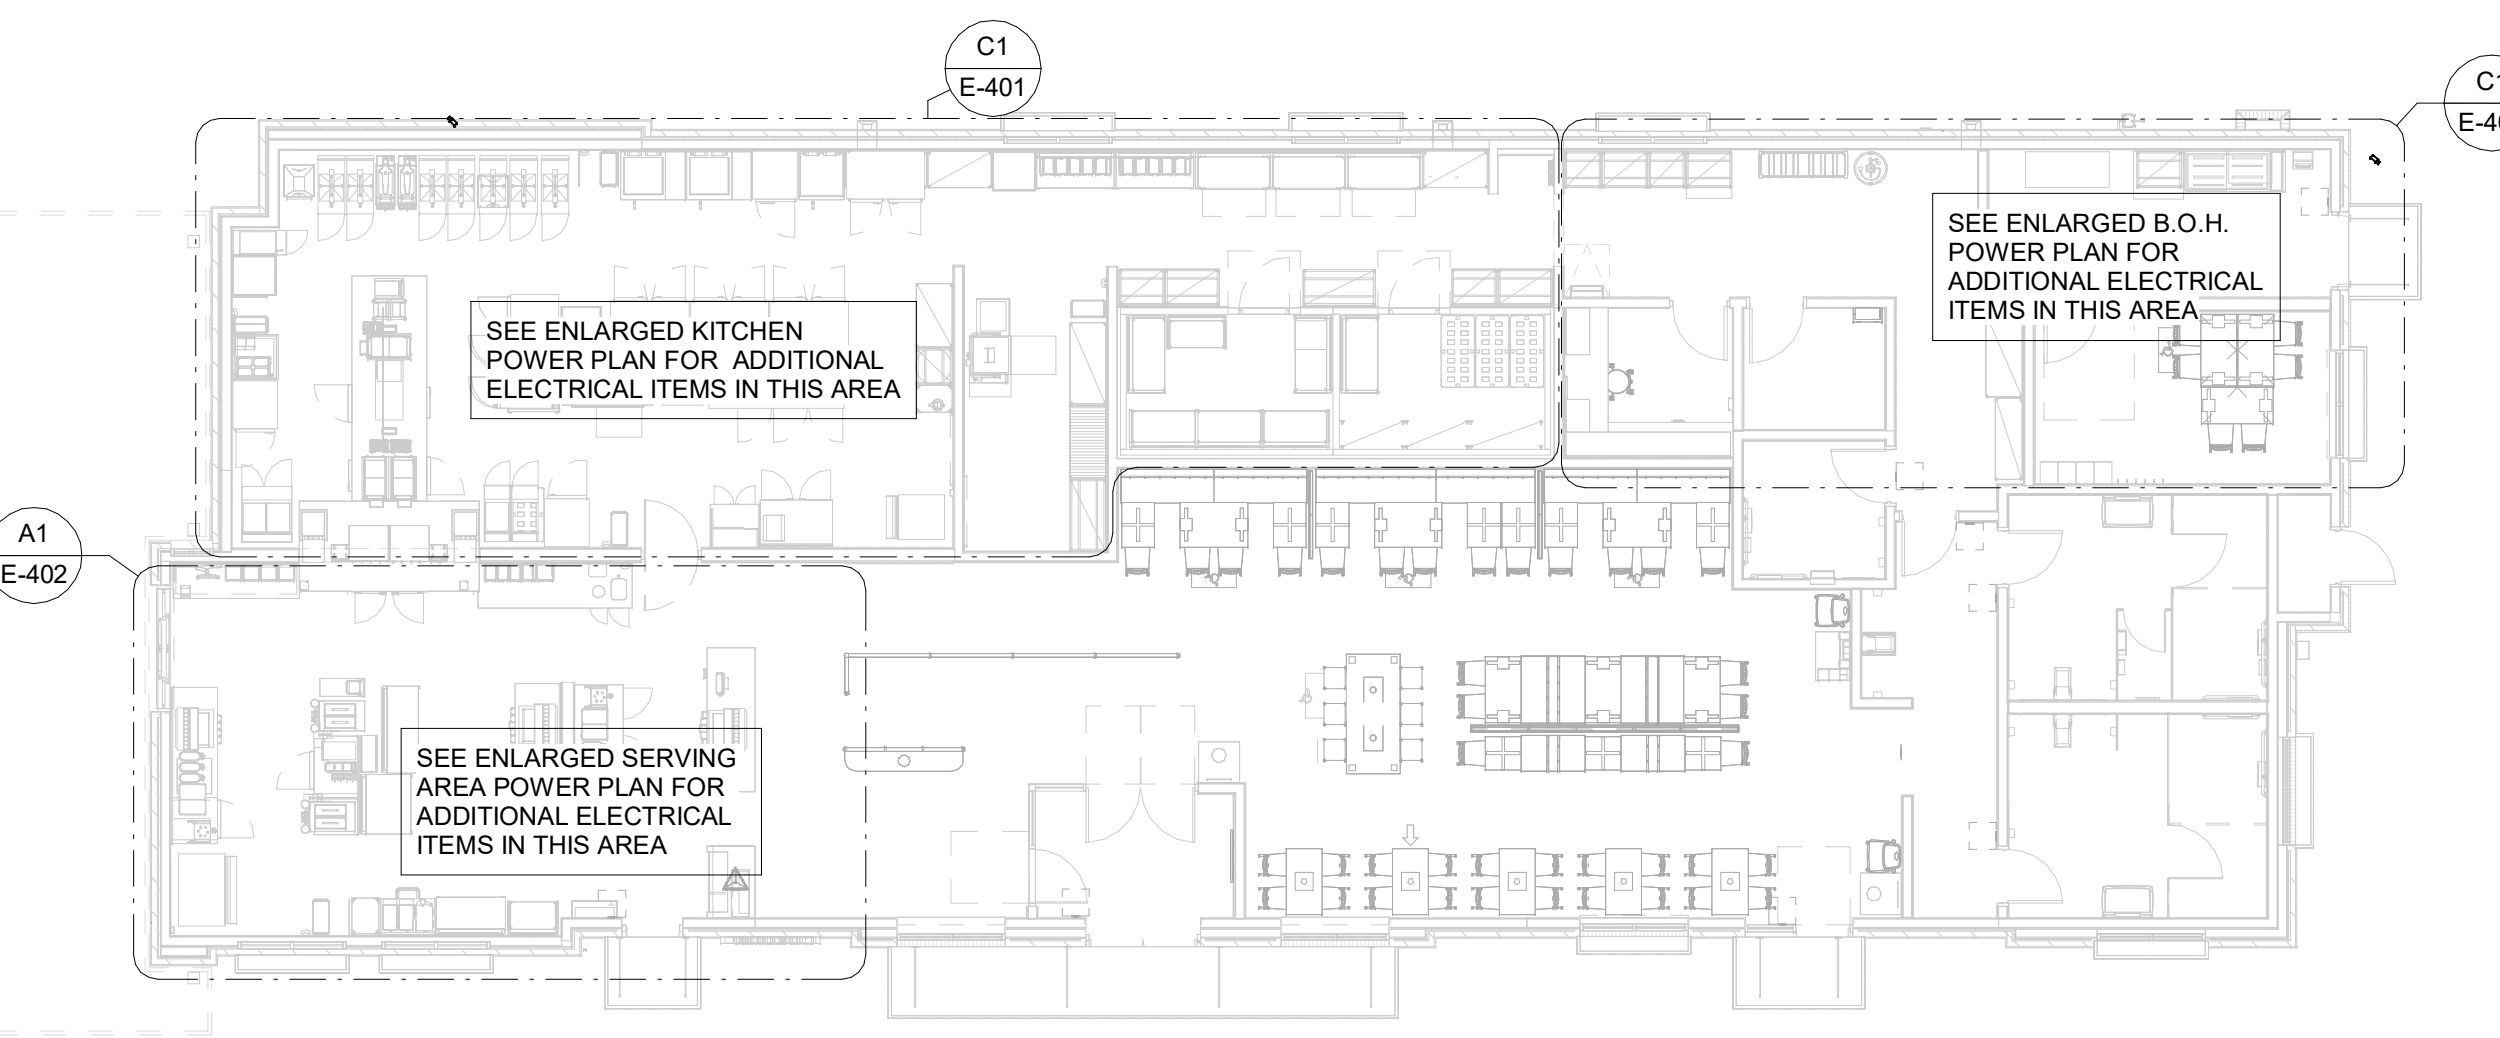 C1
E-401
C1
SEE ENLARGED B.O.H.
POWER PLAN FOR
ADDITIONAL ELECTRICAL
ITEMS IN THIS AREA
SEE ENLARGED KITCHEN
POWER PLAN FOR ADDITIONAL
ELECTRICAL ITEMS IN THIS AREA
A1
E-402
SEE ENLARGED SERVING
AREA POWER PLAN FOR
ADDITIONAL ELECTRICAL
ITEMS IN THIS AREA